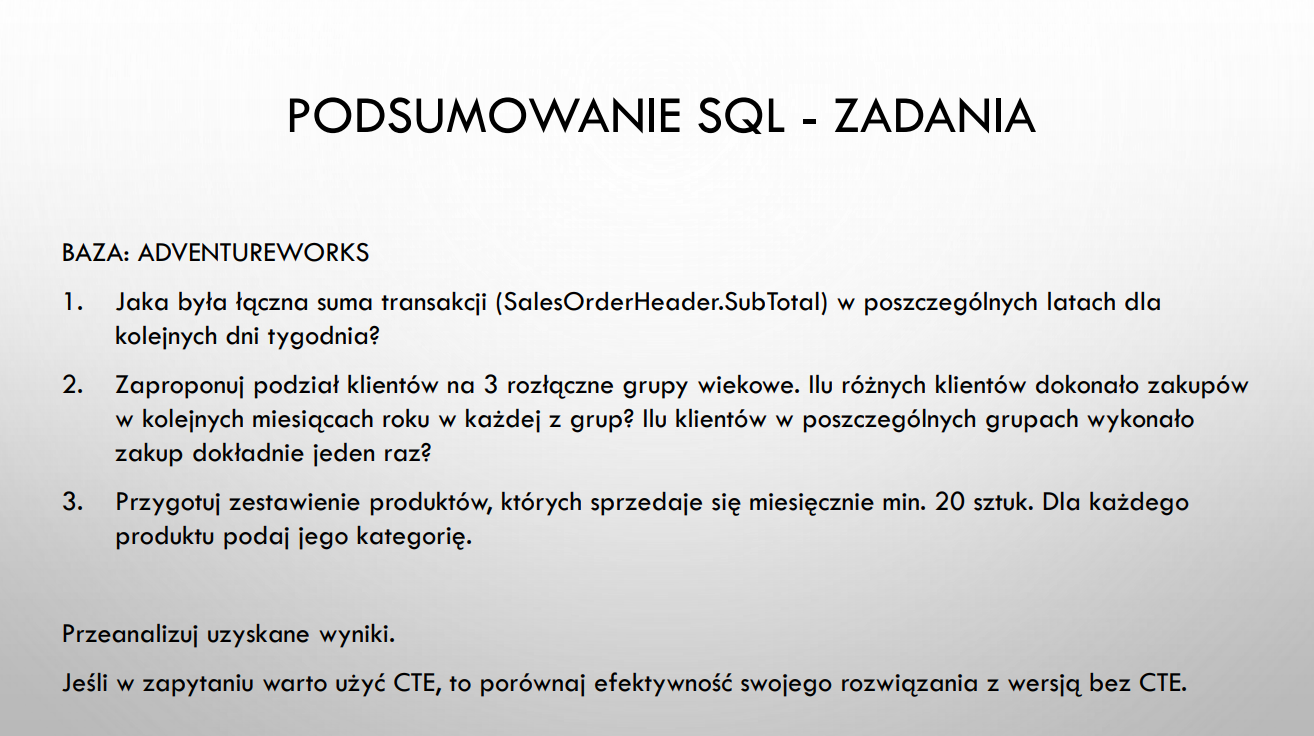 PODSUMOWANIE SQL - ZADANIA
BAZA: ADVENTUREWORKS
1. Jaka była łączna suma transakcji (SalesOrderHeader.SubTotal) w poszczególnych latach dla
kolejnych dni tygodnia?
2. Zaproponuj podział klientów na 3 rozłączne grupy wiekowe. Ilu różnych klientów dokonało zakupów
w kolejnych miesiącach roku w każdej z grup? Ilu klientów w poszczególnych grupach wykonało
zakup dokładnie jeden raz?
3. Przygotuj zestawienie produktów, których sprzedaje się miesięcznie min. 20 sztuk. Dla każdego
produktu podaj jego kategorię.
Przeanalizuj uzyskane wyniki.
Jeśli w zapytaniu warto użyć CTE, to porównaj efektywność swojego rozwiązania z wersją bez CTE.